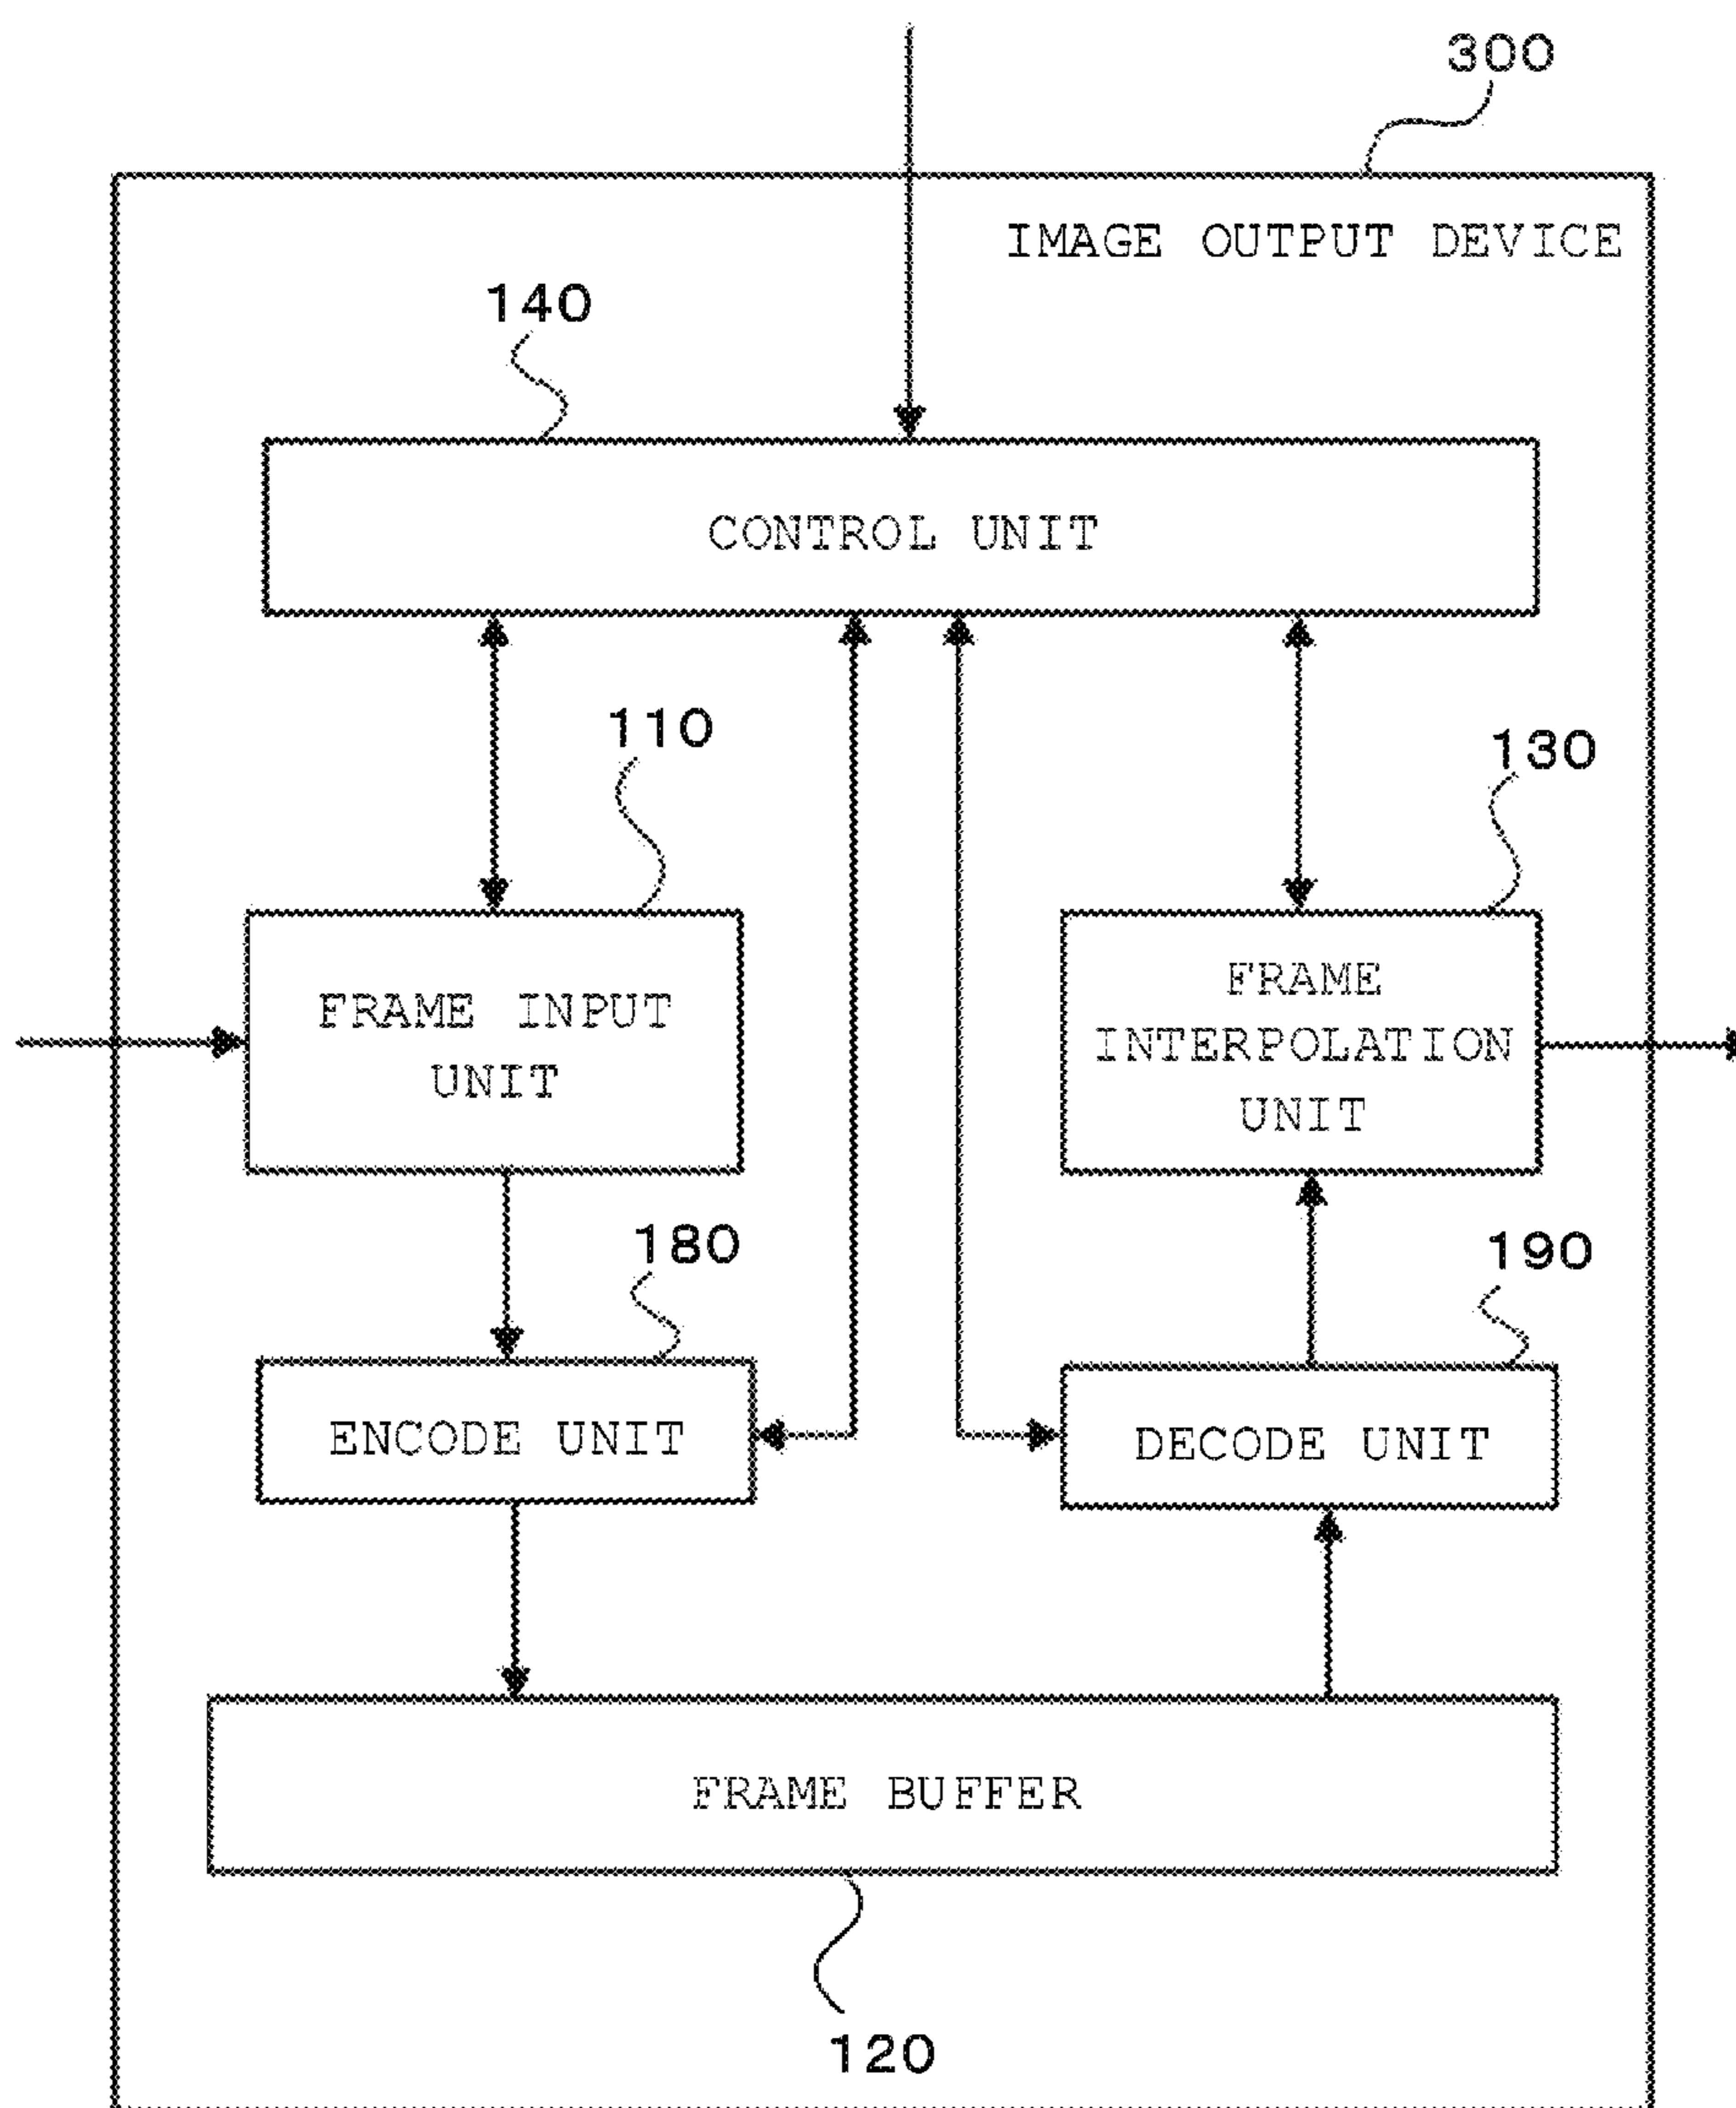 300
IMAGE OUTPUT DEVICE
140
CONTROL UNIT
110
130
FRAME INPUT
UNIT
FRAME
INTERPOLATION
UNIT
180
190
ENCODE UNIT
DECODE UNIT
FRAME BUFFER
120